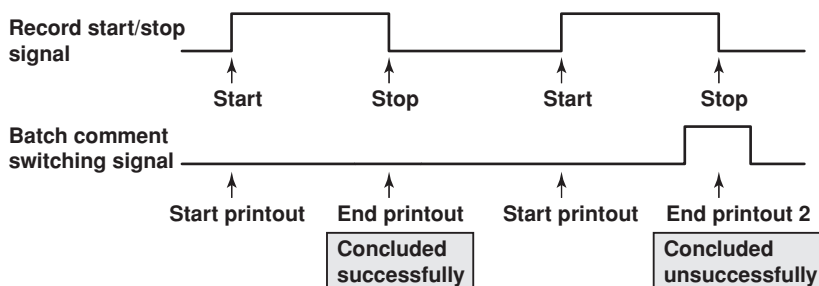 Record start/stop
signal
Start
Stop
Start
Stop
Batch comment
switching signal
Start printout
End printout
Start printout
End printout 2
Concluded
successfully
Concluded
unsuccessfully